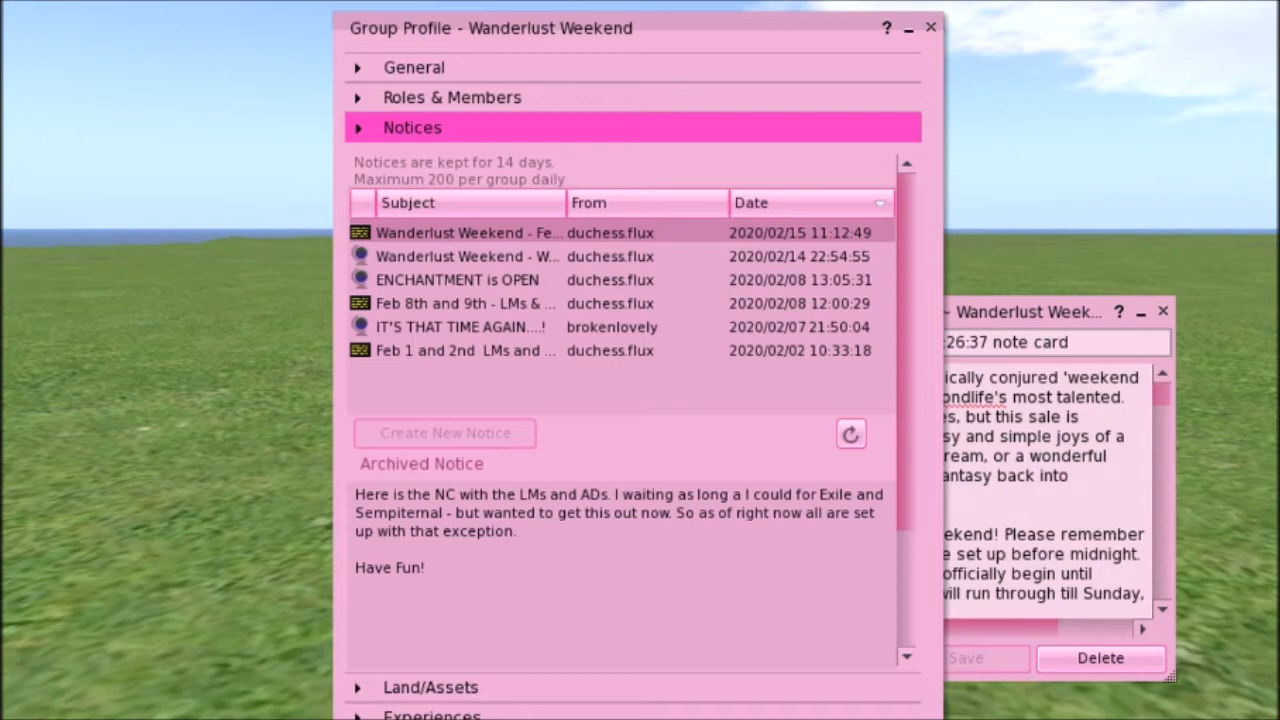 Group Profile - Wanderlust Weekend ?
General
Roles & Members
Notices
Notices are kept for 14 days.
Maximum 200 per group daily
Subject From Date
Wanderlust Weekend - Fe... duchess.flux 2020/02/15 11:12:49
Wanderlust Weekend - W... duchess.flux 2020/02/14 22:54:55
ENCHANTMENT is OPEN duchess.flux 2020/02/08 13:05:31
Feb 8th and 9th - LMs & ... duchess.flux 2020/02/08 12:00:29
IT'S THAT TIME AGAIN....! brokenlovely 2020/02/07 21:50:04
Feb 1 and 2nd LMs and ... duchess.flux 2020/02/02 10:33:18
Create New Notice
Archived Notice
Here is the NC with the LMs and ADs. I waiting as long a I could for Exile and
Sempiternal - but wanted to get this out now. So as of right now all are set
up with that exception.
Have Fun!
Land/Assets
Experiences
~ Wanderlust Week... ?
:26:37 note card
ically conjured 'weekend
ondlife's most talented.
es, but this sale is
sy and simple joys of a
ream, or a wonderful
antasy back into
ekend! Please remember
e set up before midnight.
officially begin until
will run through till Sunday,
Save Delete